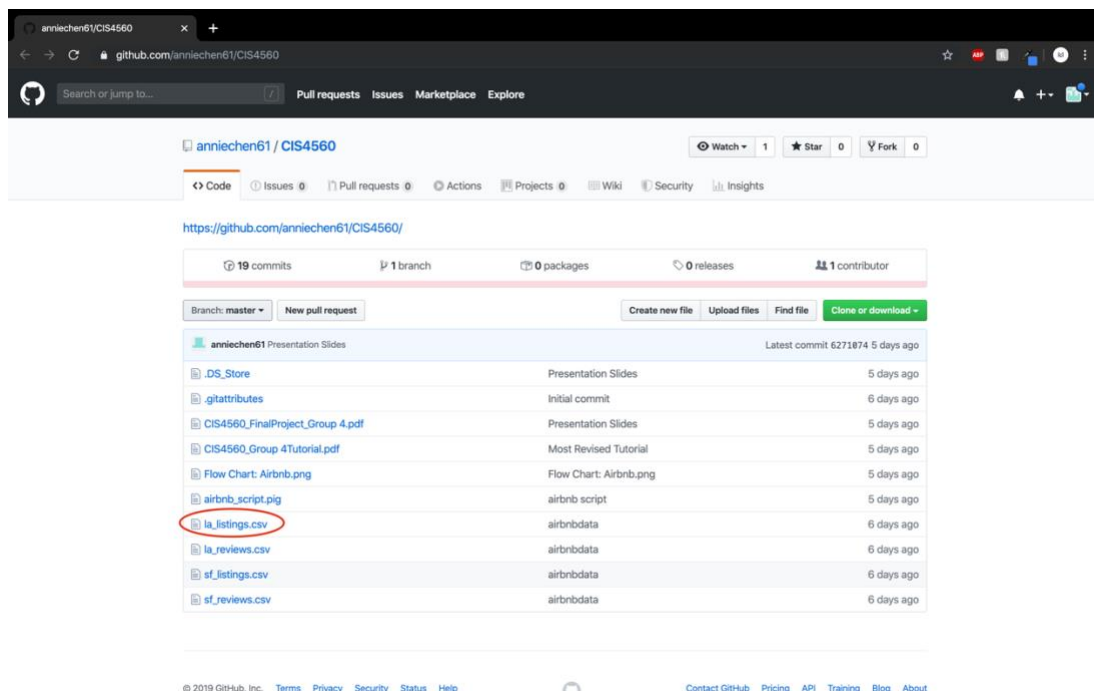 anniechen61/CIS4560
github.com/anniechen61/CIS4560
ABP
Search or jump to...
/
Pull requests Issues Marketplace Explore
anniechen61 / CIS4560
Watch 1 Star 0 Fork 0
Code Issues 0 Pull requests 0 Actions Projects 0 Wiki Security Insights
https://github.com/anniechen61/CIS4560/
19 commits 1 branch 0 packages 0 releases 1 contributor
Branch: master New pull request Create new file Upload files Find file Clone or download
anniechen61 Presentation Slides Latest commit 6271074 5 days ago
.DS_Store Presentation Slides 5 days ago
.gitattributes Initial commit 6 days ago
CIS4560_FinalProject_Group 4.pdf Presentation Slides 5 days ago
CIS4560_Group 4Tutorial.pdf Most Revised Tutorial 5 days ago
Flow Chart: Airbnb.png Flow Chart: Airbnb.png 5 days ago
airbnb_script.pig airbnb script 5 days ago
la_listings.csv airbnbdata 6 days ago
la_reviews.csv airbnbdata 6 days ago
sf_listings.csv airbnbdata 6 days ago
sf_reviews.csv airbnbdata 6 days ago
© 2019 GitHub, Inc. Terms Privacy Security Status Help Contact GitHub Pricing API Training Blog About